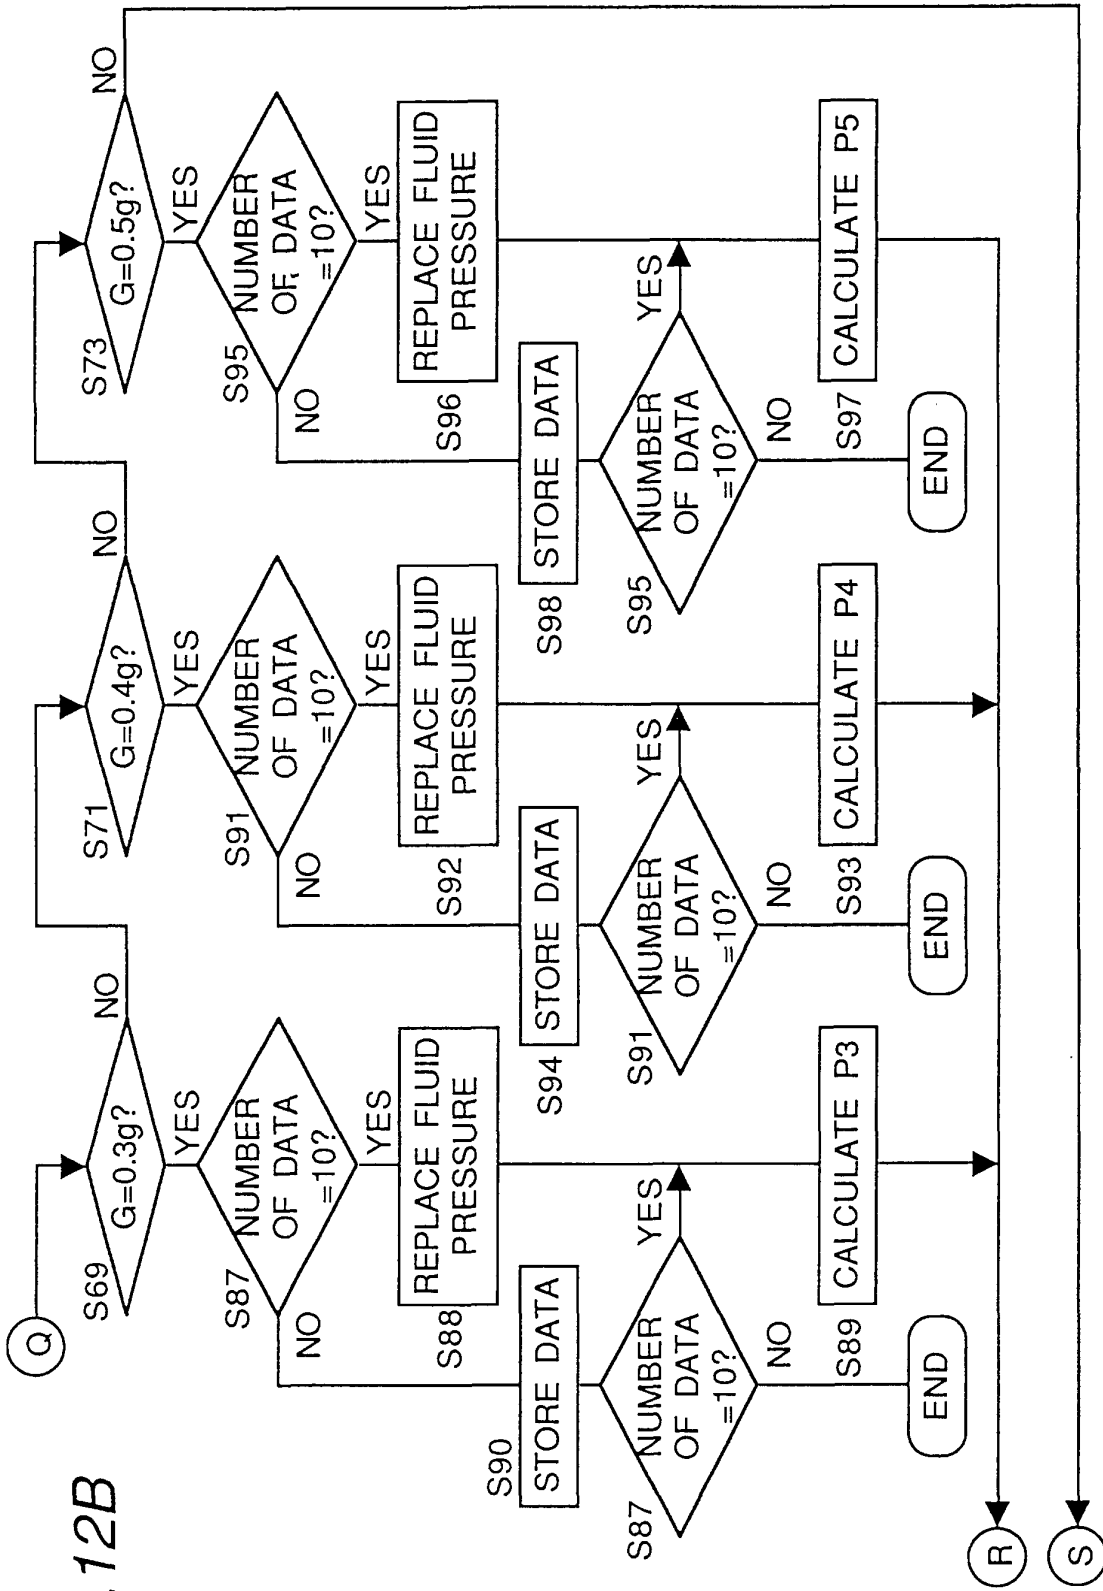 . 12B
Q
S69
G=0.3g?
NO
YES
S87
NUMBER
OF DATA
=10?
NO
YES
S88
REPLACE FLUID
PRESSURE
S90
STORE DATA
S87
NUMBER
OF DATA
=10?
YES
NO
S89
CALCULATE P3
END
S71
G=0.4g?
NO
YES
S91
NUMBER
OF DATA
=10?
NO
YES
S92
REPLACE FLUID
PRESSURE
S94
STORE DATA
S91
NUMBER
OF DATA
=10?
YES
NO
S93
CALCULATE P4
END
S73
G=0.5g?
NO
YES
S95
NUMBER
OF DATA
=10?
NO
YES
S96
REPLACE FLUID
PRESSURE
S98
STORE DATA
S95
NUMBER
OF DATA
=10?
YES
NO
S97
CALCULATE P5
END
R
S